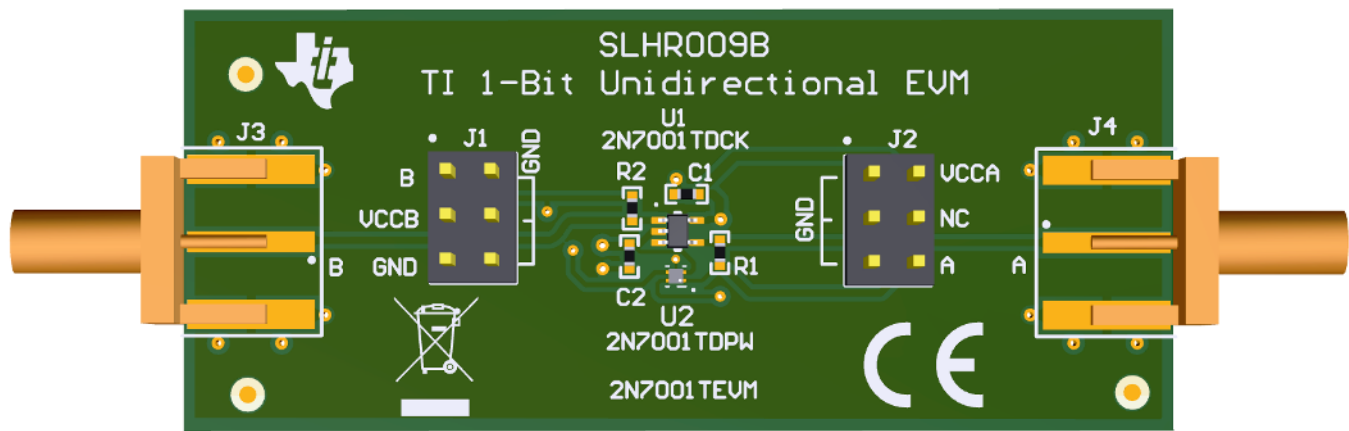 SLHR009B
TI 1-Bit Unidirectional EVM
U1
2N7001TDCK
J3
J1
GND
R2
C1
J2
J4
B
VCCB
GND
GND
VCCA
NC
A
B
A
R1
C2
U2
2N7001TDPW
2N7001TEVM
CE
ti